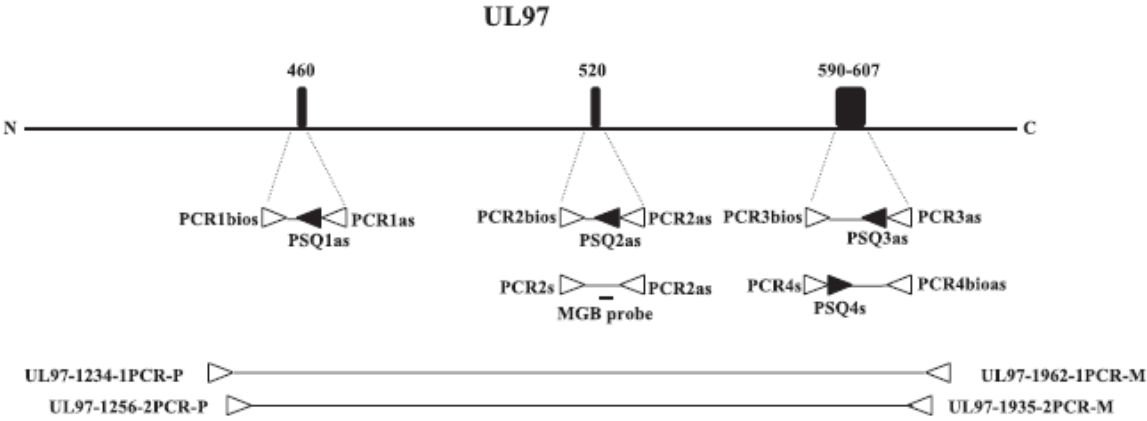 UL97
460 520 590-607
N C
PCR1bios PCR1as PCR2bios PCR2as PCR3bios PCR3as
PSQ1as PSQ2as PSQ3as
PCR2s PCR2as PCR4s PCR4bioas
MGB probe PSQ4s
UL97-1234-1PCR-P UL97-1962-1PCR-M
UL97-1256-2PCR-P UL97-1935-2PCR-M